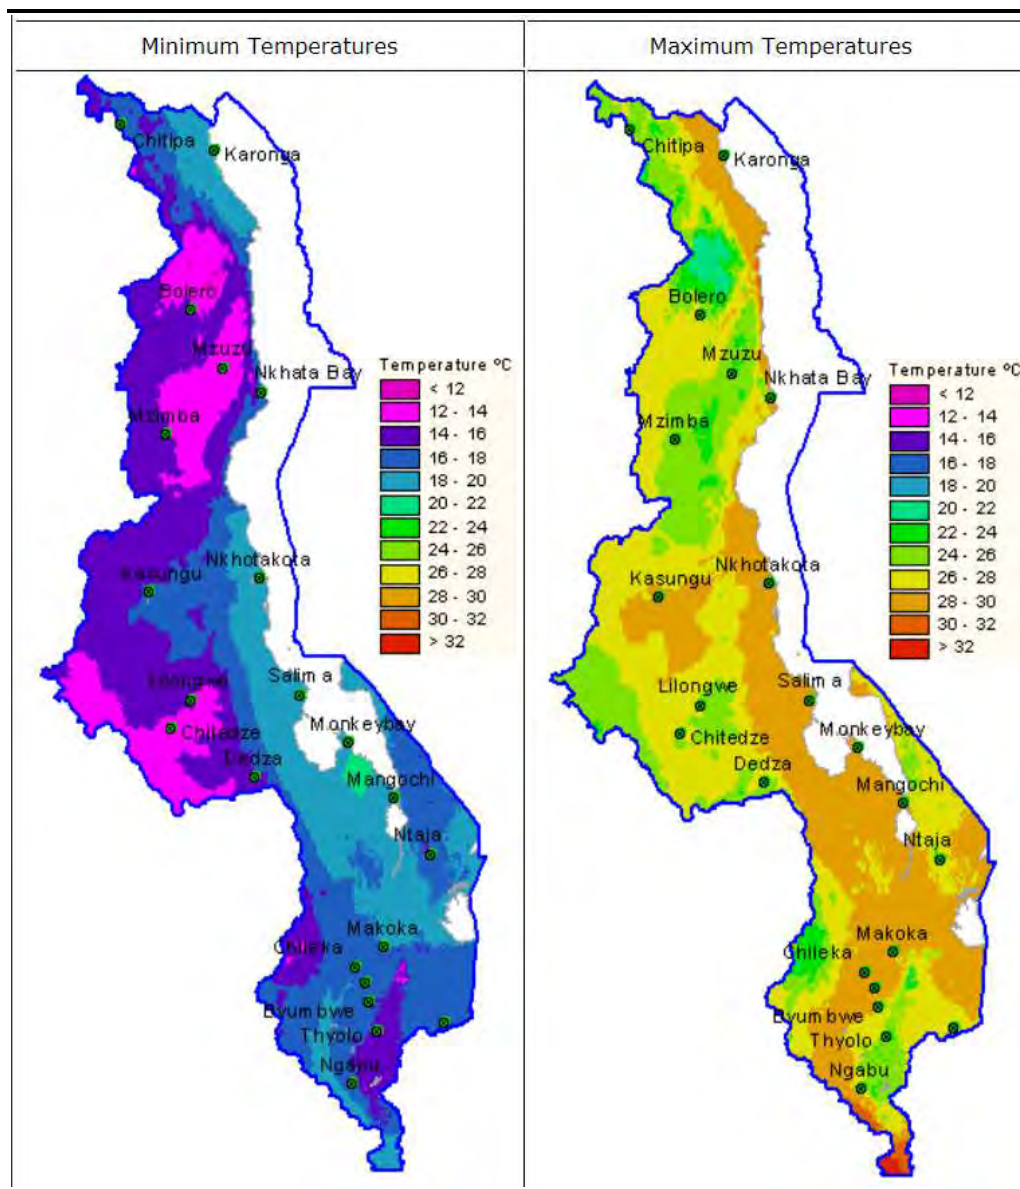 Minimum Temperatures
Chitipa
Karonga
Bolero
Mzuzu
Nkhata Bay
Mzimba
Temperature ºC
< 12
12 - 14
14 - 16
16 - 18
18 - 20
20 - 22
22 - 24
24 - 26
26 - 28
28 - 30
30 - 32
> 32
Nkhotakota
Kasungu
Salima
Chitedze
Monkeybay
Dedza
Mangochi
Ntaja
Makoka
Chileka
Bvumbwe
Thyolo
Ngabu
Maximum Temperatures
Chitipa
Karonga
Bolero
Mzuzu
Nkhata Bay
Mzimba
Temperature ºC
< 12
12 - 14
14 - 16
16 - 18
18 - 20
20 - 22
22 - 24
24 - 26
26 - 28
28 - 30
30 - 32
> 32
Nkhotakota
Kasungu
Lilongwe
Salima
Chitedze
Monkeybay
Dedza
Mangochi
Ntaja
Makoka
Chileka
Bvumbwe
Thyolo
Ngabu